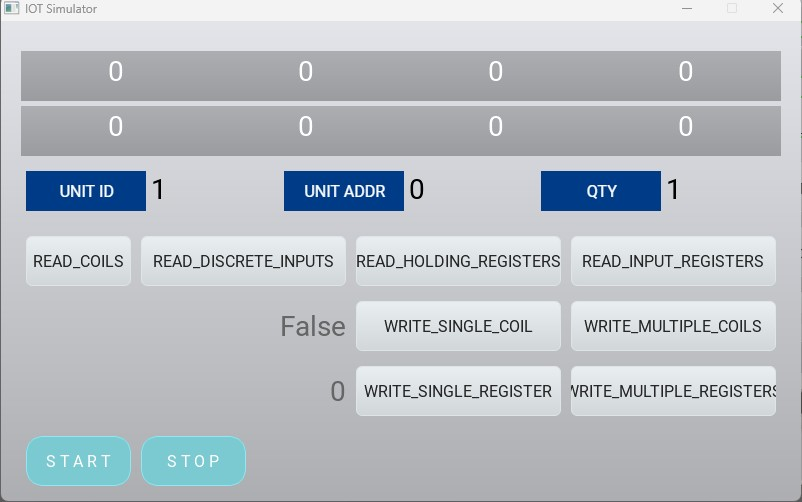 IOT Simulator
0 0 0 0
0 0 0 0
UNIT ID 1 UNIT ADDR 0 QTY 1
READ_COILS READ_DISCRETE_INPUTS READ_HOLDING_REGISTERS READ_INPUT_REGISTERS
False WRITE_SINGLE_COIL WRITE_MULTIPLE_COILS
0 WRITE_SINGLE_REGISTER WRITE_MULTIPLE_REGISTERS
START STOP